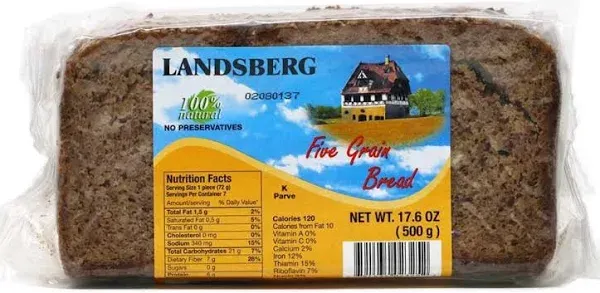 LANDSBERG
02080137
100%
natural
NO PRESERVATIVES
Five Grain
Bread
Nutrition Facts
Serving Size 1 piece (72 g)
Servings Per Container 7
Amount/serving % Daily Value*
Total Fat 1,5 g 2%
Saturated Fat 0,5 g 5%
Trans Fat 0 g 0%
Cholesterol 0 mg 0%
Sodium 340 mg 15%
Total Carbohydrates 21 g 7%
Dietary Fiber 7 g 28%
Sugars 0 g
K
Parve
Calories 120
Calories from Fat 10
Vitamin A 0%
Vitamin C 0%
Calcium 2%
Iron 12%
Thiamin 15%
Riboflavin 7%
NET WT. 17.6 OZ
( 500 g )